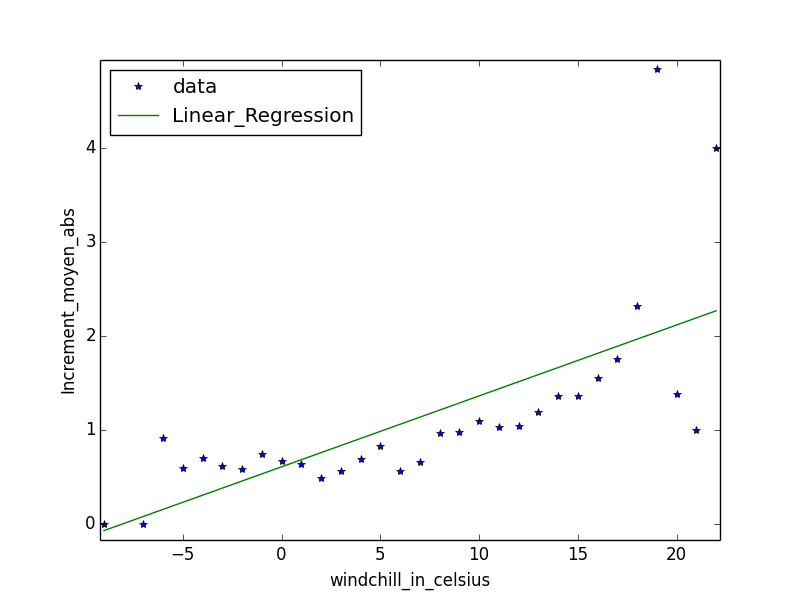 data
Linear_Regression
4
3
2
1
0
Increment_moyen_abs
−5
0
5
10
15
20
windchill_in_celsius